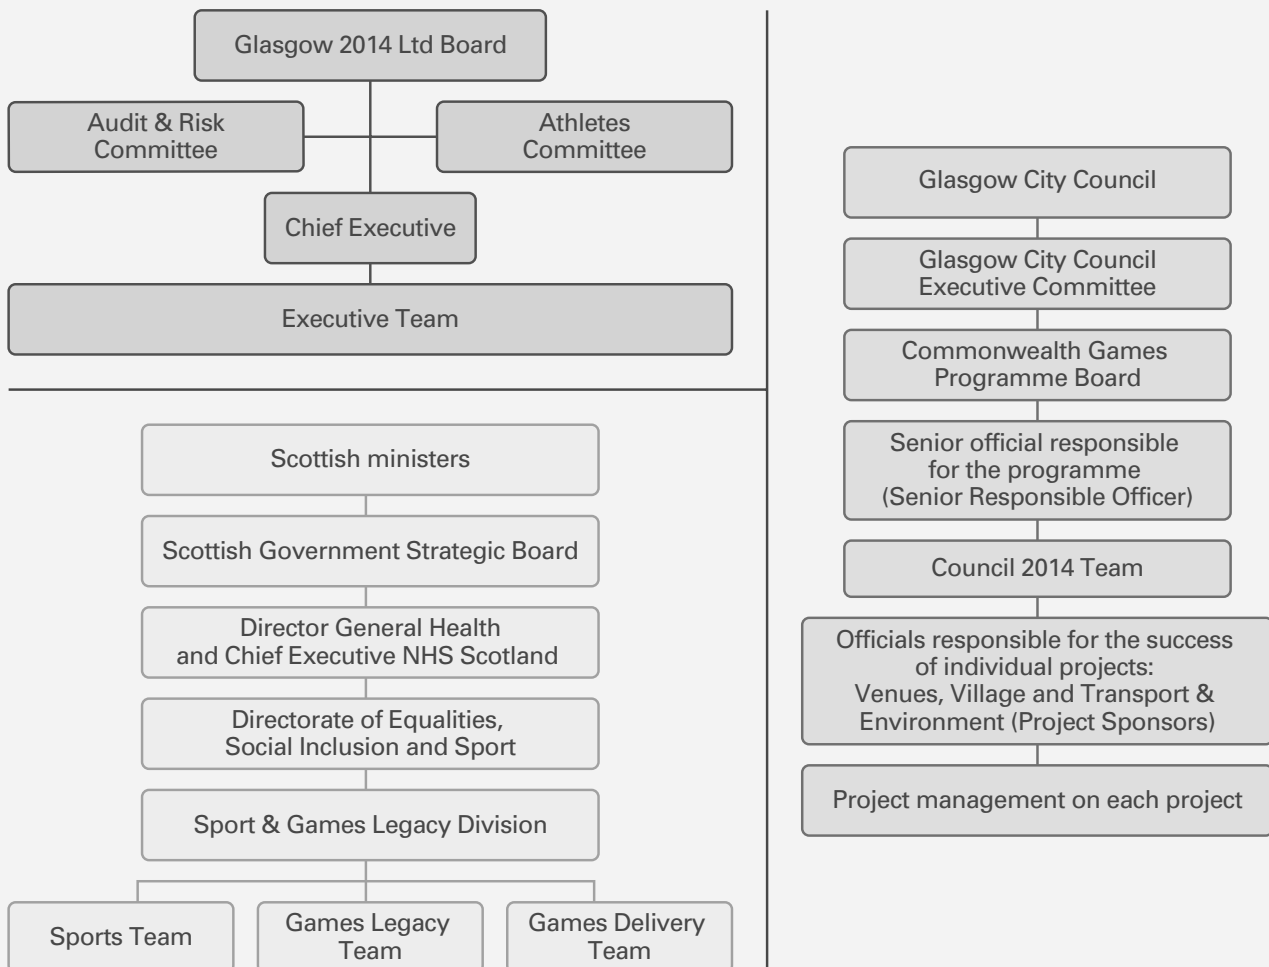 Glasgow 2014 Ltd Board
Audit & Risk
Committee
Athletes
Committee
Chief Executive
Executive Team
Scottish ministers
Scottish Government Strategic Board
Director General Health
and Chief Executive NHS Scotland
Directorate of Equalities,
Social Inclusion and Sport
Sport & Games Legacy Division
Sports Team
Games Legacy
Team
Games Delivery
Team
Glasgow City Council
Glasgow City Council
Executive Committee
Commonwealth Games
Programme Board
Senior official responsible
for the programme
(Senior Responsible Officer)
Council 2014 Team
Officials responsible for the success
of individual projects:
Venues, Village and Transport &
Environment (Project Sponsors)
Project management on each project